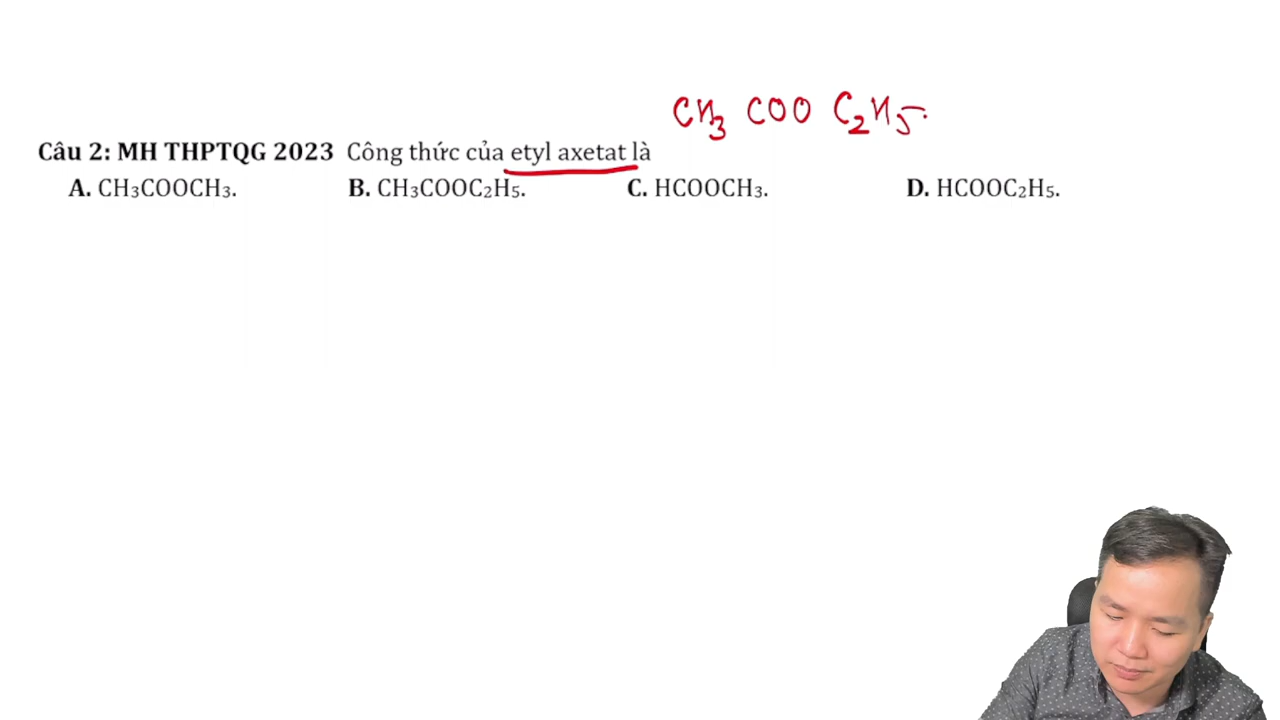 CH₃ COO C₂H₅.
Câu 2: MH THPTQG 2023 Công thức của etyl axetat là
A. CH₃COOCH₃. B. CH₃COOC₂H₅. C. HCOOCH₃. D. HCOOC₂H₅.